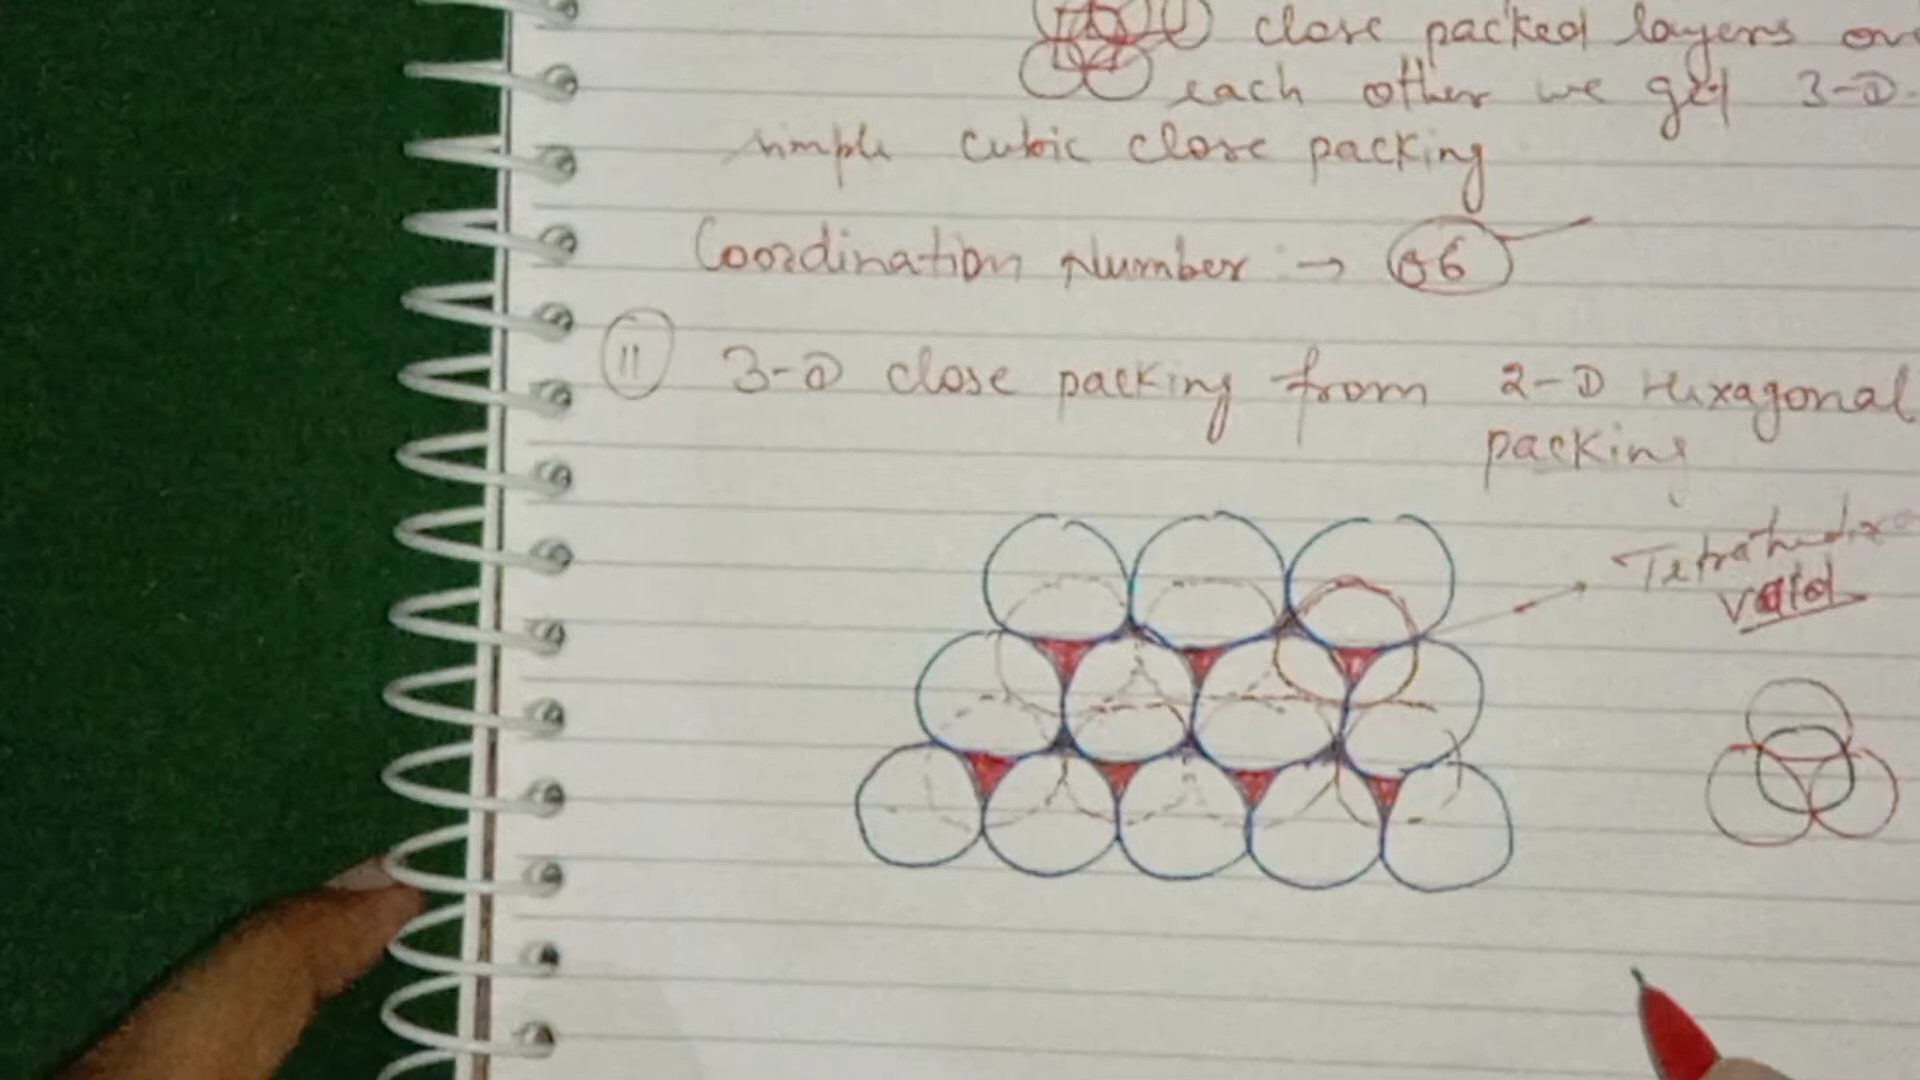 close packed layers on
each other we get 3-D
simple cubic close packing
Coordination Number → 06
II 3-D close packing from 2-D Hexagonal
packing
Tetrahedra
void